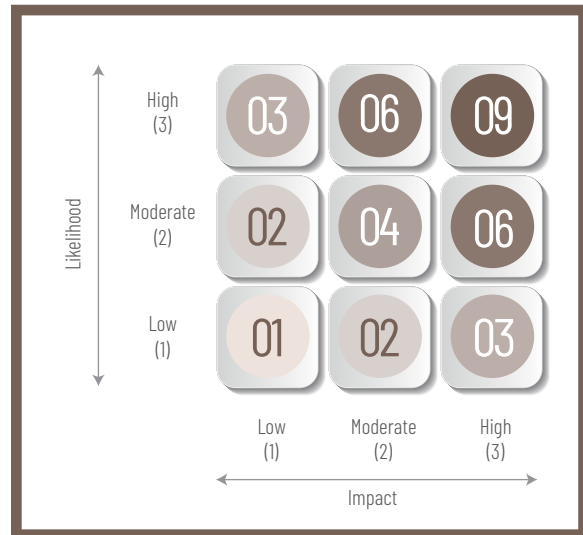 High
(3)
03
06
09
Likelihood
Moderate
(2)
02
04
06
Low
(1)
01
02
03
Low
(1)
Moderate
(2)
High
(3)
Impact